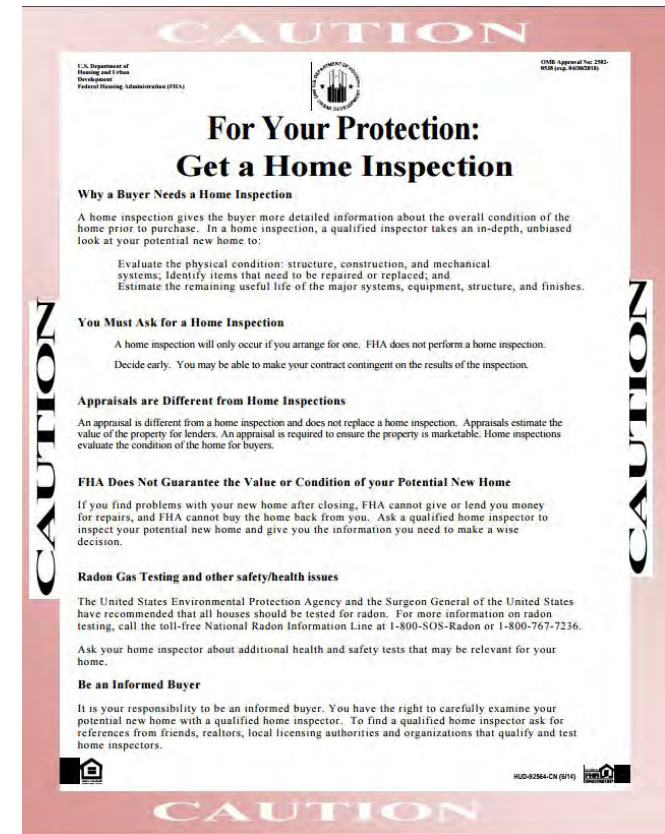 CAUTION
U.S. Department of
Housing and Urban
Development
Federal Housing Administration (FHA)
OMB Approval No: 2502-
0538 (exp. 04/30/2018)
For Your Protection:
Get a Home Inspection
Why a Buyer Needs a Home Inspection
A home inspection gives the buyer more detailed information about the overall condition of the
home prior to purchase. In a home inspection, a qualified inspector takes an in-depth, unbiased
look at your potential new home to:
Evaluate the physical condition: structure, construction, and mechanical
systems; Identify items that need to be repaired or replaced; and
Estimate the remaining useful life of the major systems, equipment, structure, and finishes.
CAUTION
CAUTION
You Must Ask for a Home Inspection
A home inspection will only occur if you arrange for one. FHA does not perform a home inspection.
Decide early. You may be able to make your contract contingent on the results of the inspection.
Appraisals are Different from Home Inspections
An appraisal is different from a home inspection and does not replace a home inspection. Appraisals estimate the
value of the property for lenders. An appraisal is required to ensure the property is marketable. Home inspections
evaluate the condition of the home for buyers.
FHA Does Not Guarantee the Value or Condition of your Potential New Home
If you find problems with your new home after closing, FHA cannot give or lend you money
for repairs, and FHA cannot buy the home back from you. Ask a qualified home inspector to
inspect your potential new home and give you the information you need to make a wise
decision.
Radon Gas Testing and other safety/health issues
The United States Environmental Protection Agency and the Surgeon General of the United States
have recommended that all houses should be tested for radon. For more information on radon
testing, call the toll-free National Radon Information Line at 1-800-SOS-Radon or 1-800-767-7236.
Ask your home inspector about additional health and safety tests that may be relevant for your
home.
Be an Informed Buyer
It is your responsibility to be an informed buyer. You have the right to carefully examine your
potential new home with a qualified home inspector. To find a qualified home inspector ask for
references from friends, realtors, local licensing authorities and organizations that qualify and test
home inspectors.
HUD-92564-CN (6/14)
CAUTION